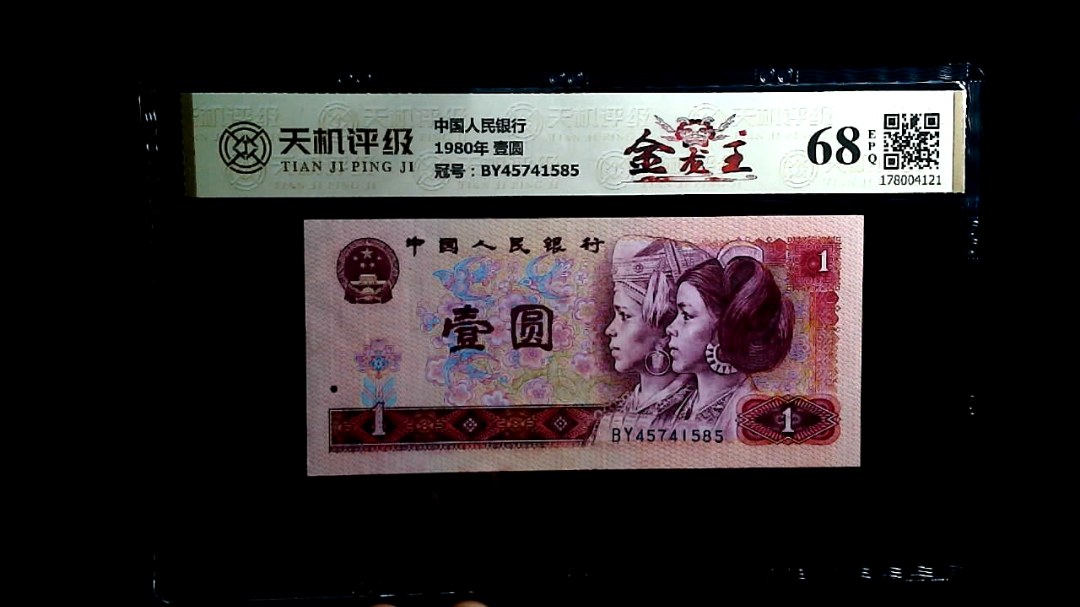 天机评级
TIAN JI PING JI
中国人民银行
1980年 壹圆
冠号：BY45741585
金龙王
68
EPQ
178004121
中國人民银行
壹圆
1
1
1
BY45741585